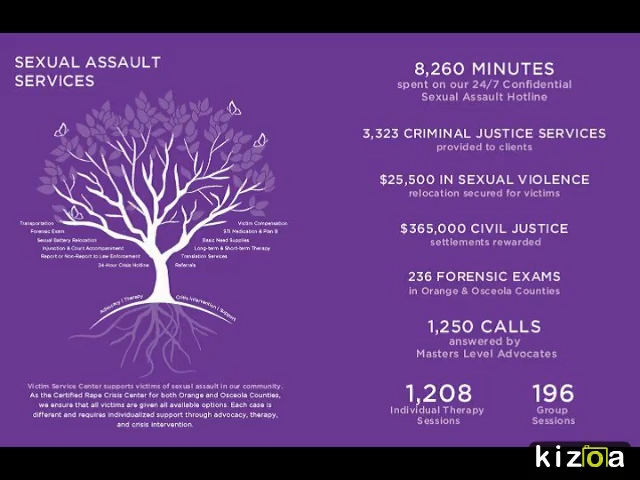 SEXUAL ASSAULT
SERVICES
Transportation
Forensic Exam
Sexual Battery Relocation
Injunction & Court Accompaniment
Report or Non-Report to Law Enforcement
24-Hour Crisis Hotline
Victim Compensation
STI Medication & Plan B
Basic Need Supplies
Long-term & Short-term Therapy
Translation Services
Referrals
Advocacy | Therapy
Crisis Intervention | Support
Victim Service Center supports victims of sexual assault in our community.
As the Certified Rape Crisis Center for both Orange and Osceola Counties,
we ensure that all victims are given all available options. Each case is
different and requires individualized support through advocacy, therapy,
and crisis intervention.
8,260 MINUTES
spent on our 24/7 Confidential
Sexual Assault Hotline
3,323 CRIMINAL JUSTICE SERVICES
provided to clients
$25,500 IN SEXUAL VIOLENCE
relocation secured for victims
$365,000 CIVIL JUSTICE
settlements rewarded
236 FORENSIC EXAMS
in Orange & Osceola Counties
1,250 CALLS
answered by
Masters Level Advocates
1,208
Individual Therapy
Sessions
196
Group
Sessions
kizoa